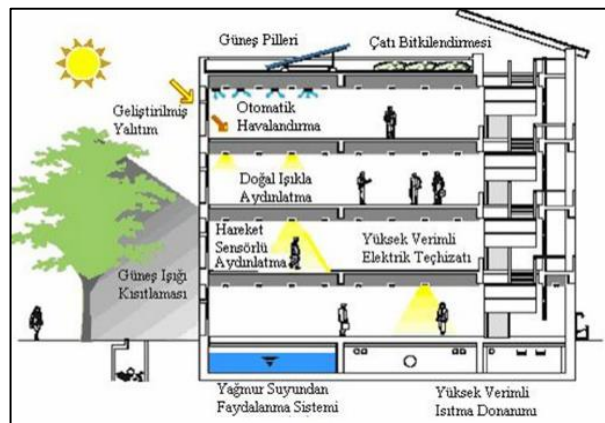 Güneş Pilleri
Çatı Bitkilendirmesi
Geliştirilmiş
Yalıtım
Otomatik
Havalandırma
Doğal Işıkla
Aydınlatma
Hareket
Sensörlü
Aydınlatma
Yüksek Verimli
Elektrik Teçhizatı
Güneş Işığı
Kısıtlaması
Yağmur Suyundan
Faydalanma Sistemi
Yüksek Verimli
Isıtma Donanımı